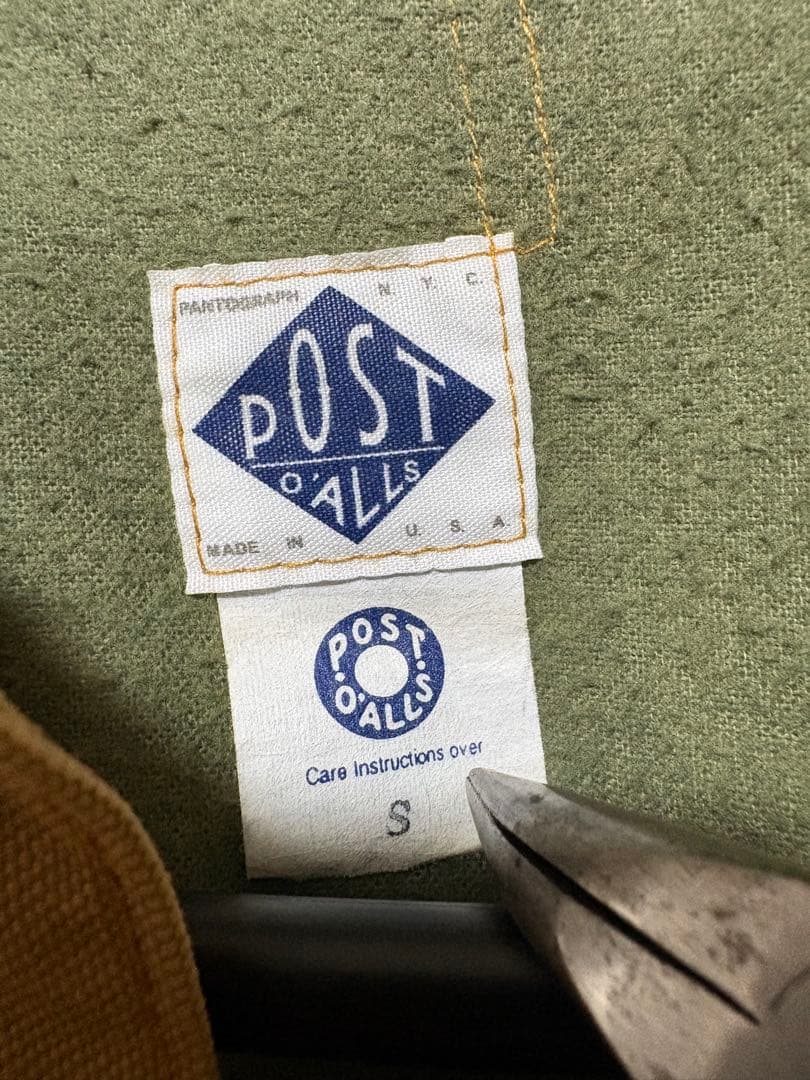 PANTOGRAPH N. Y. C.
POST
O'ALLS
MADE IN U. S. A
POST.
O'ALLS.
Care Instructions over
S